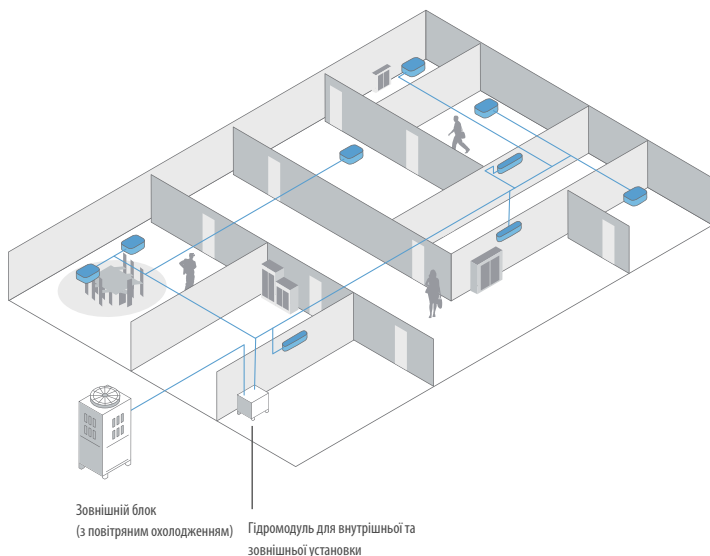 Зовнішній блок
(з повітряним охолодженням)
Гідромодуль для внутрішньої та
зовнішньої установки